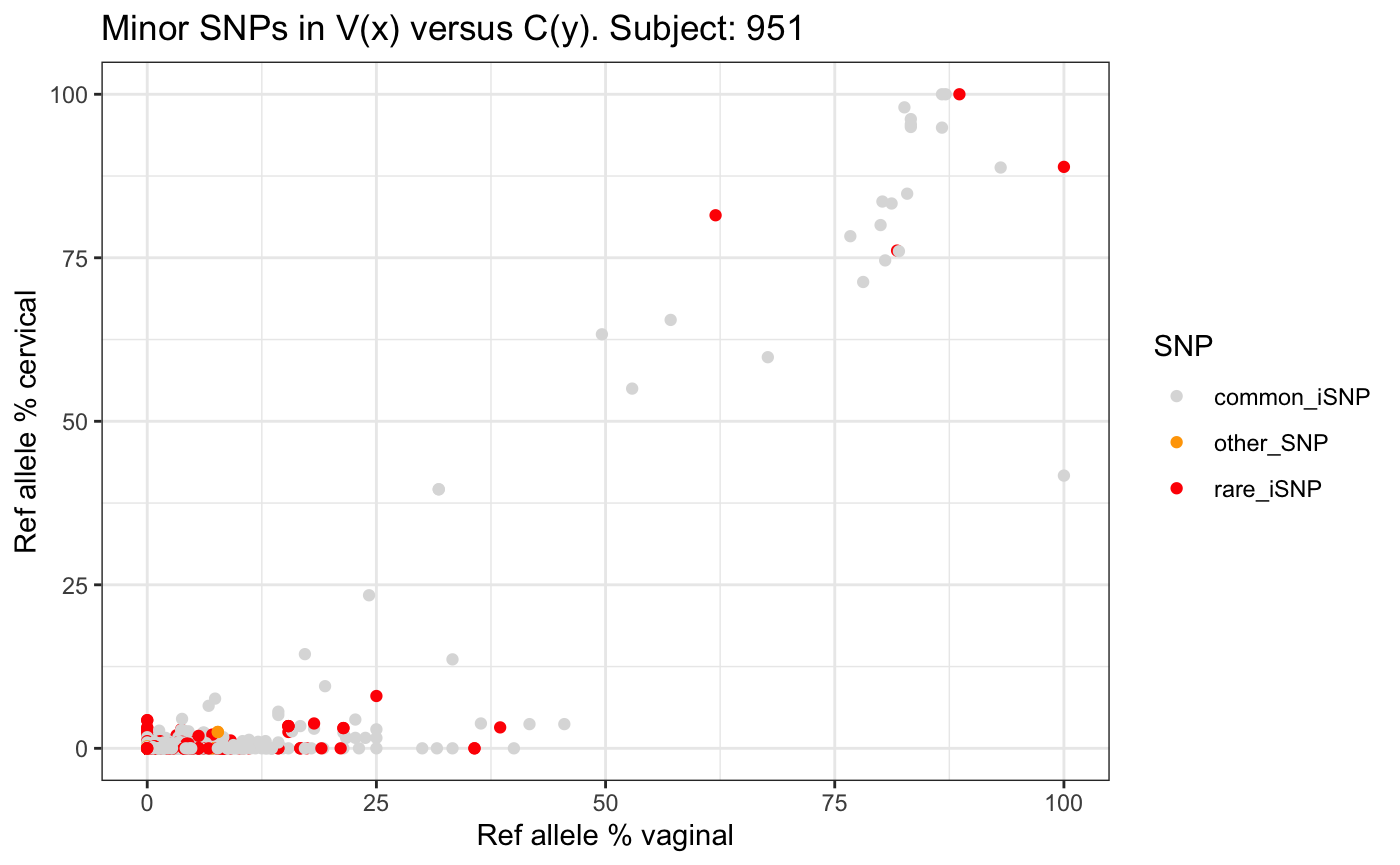 Minor SNPs in V(x) versus C(y). Subject: 951
100
75
50
25
0
Ref allele % cervical
0 25 50 75 100
Ref allele % vaginal
SNP
common_iSNP
other_SNP
rare_iSNP